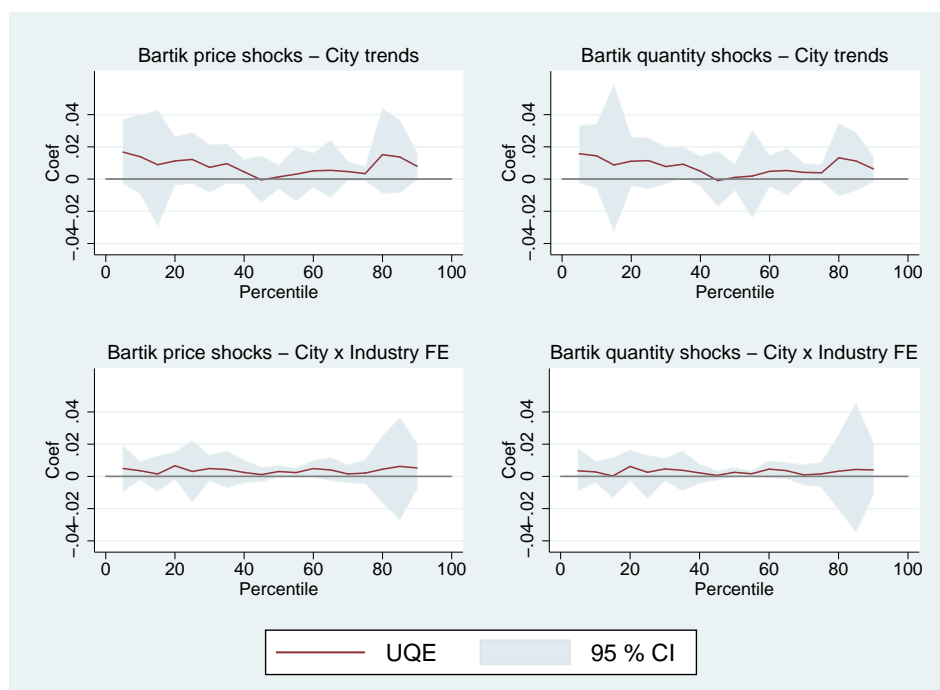 Bartik price shocks – City trends
Coef
–.04–.02 0 .02 .04
0 20 40 60 80 100
Percentile
Bartik quantity shocks – City trends
Coef
–.04–.02 0 .02 .04
0 20 40 60 80 100
Percentile
Bartik price shocks – City x Industry FE
Coef
–.04–.02 0 .02 .04
0 20 40 60 80 100
Percentile
Bartik quantity shocks – City x Industry FE
Coef
–.04–.02 0 .02 .04
0 20 40 60 80 100
Percentile
UQE 95 % CI